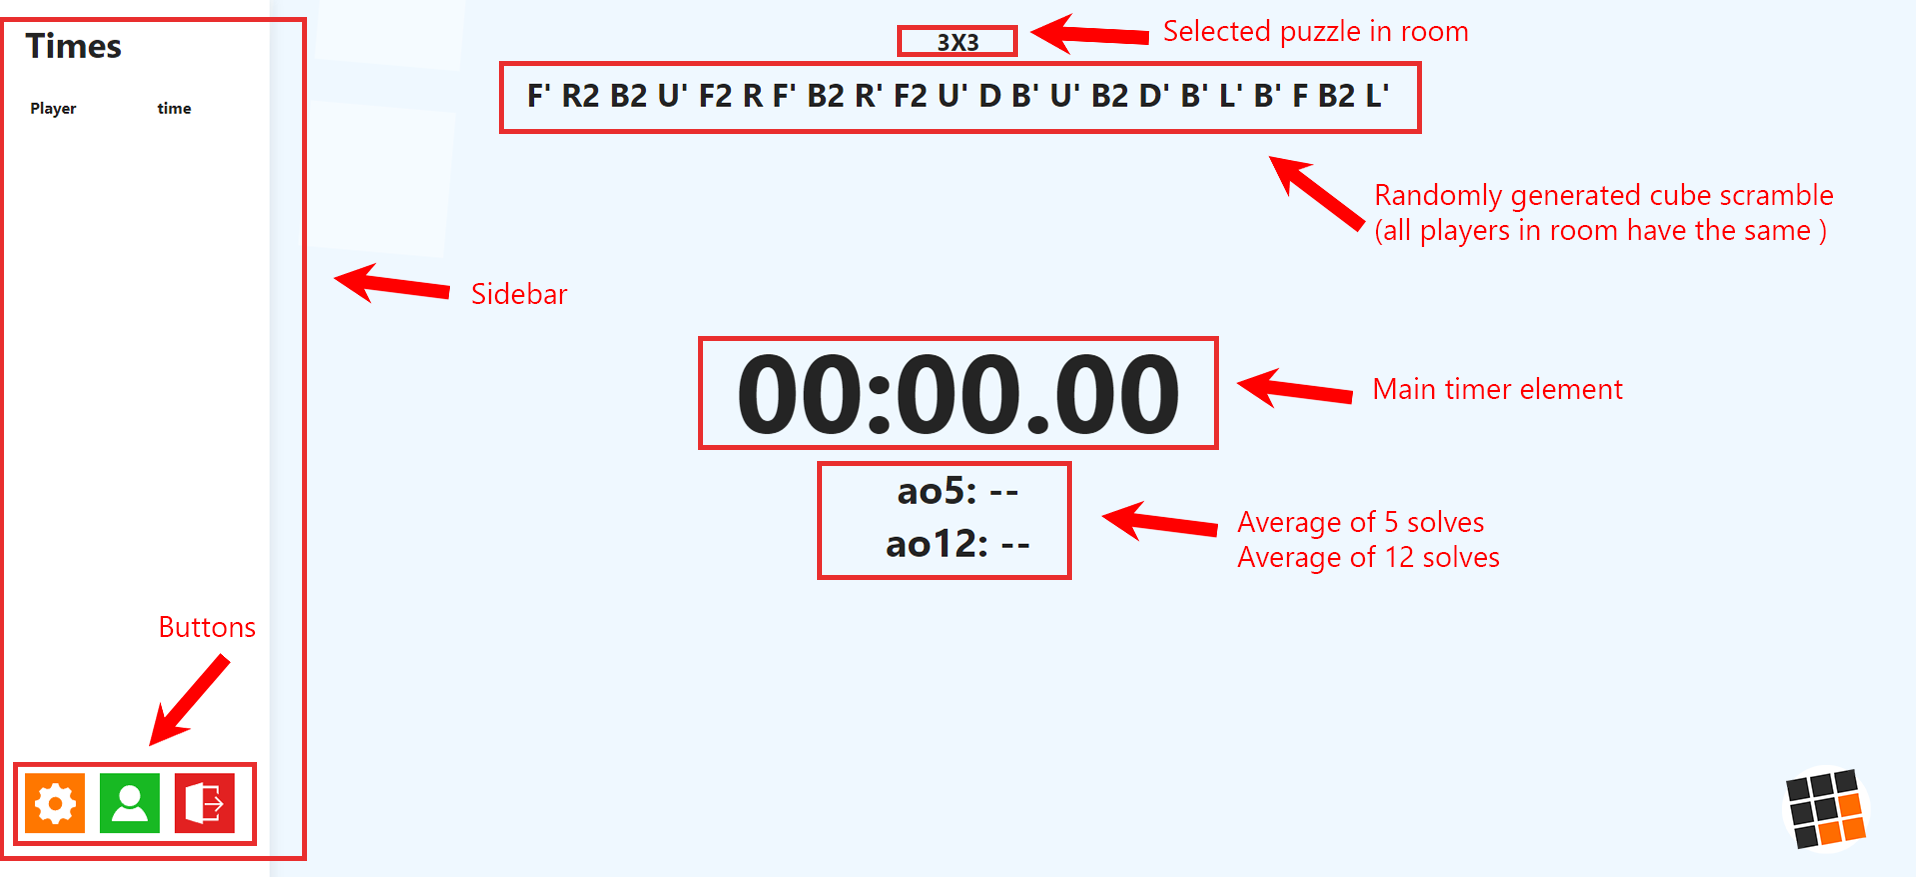 Times
Player time
3X3
Selected puzzle in room
F' R2 B2 U' F2 R F' B2 R' F2 U' D B' U' B2 D' B' L' B' F B2 L'
Randomly generated cube scramble
(all players in room have the same )
Sidebar
00:00.00
Main timer element
ao5: --
ao12: --
Average of 5 solves
Average of 12 solves
Buttons